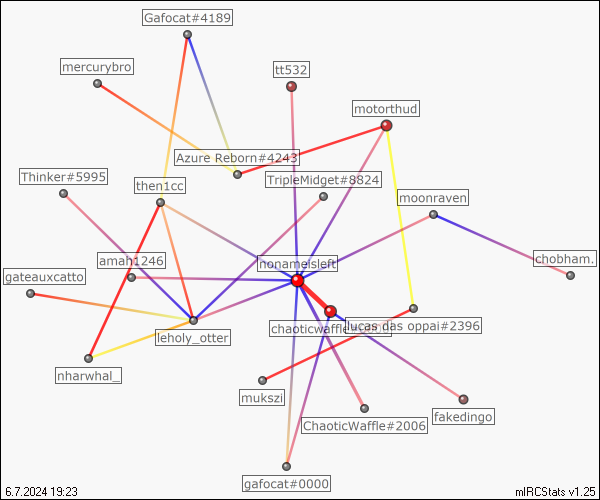 Gafocat#4189
mercurybro
tt532
motorthud
Azure Reborn#4243
Thinker#5995
then1cc
TripleMidget#8824
moonraven
amah1246
nonameisleft
chobham.
gateauxcatto
chaoticwaffle
lucas das oppai#2396
leholy_otter
nharwhal_
mukszi
ChaoticWaffle#2006
fakedingo
gafocat#0000
6.7.2024 19:23
mIRCStats v1.25